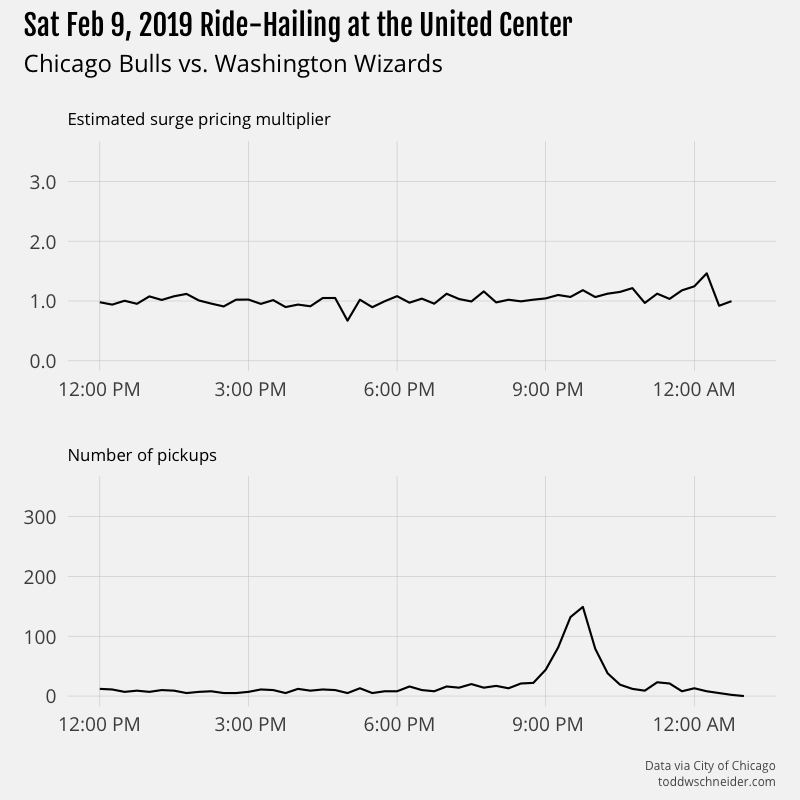 Sat Feb 9, 2019 Ride-Hailing at the United Center
Chicago Bulls vs. Washington Wizards
Estimated surge pricing multiplier
3.0
2.0
1.0
0.0
12:00 PM 3:00 PM 6:00 PM 9:00 PM 12:00 AM
Number of pickups
300
200
100
0
12:00 PM 3:00 PM 6:00 PM 9:00 PM 12:00 AM
Data via City of Chicago
toddwschneider.com